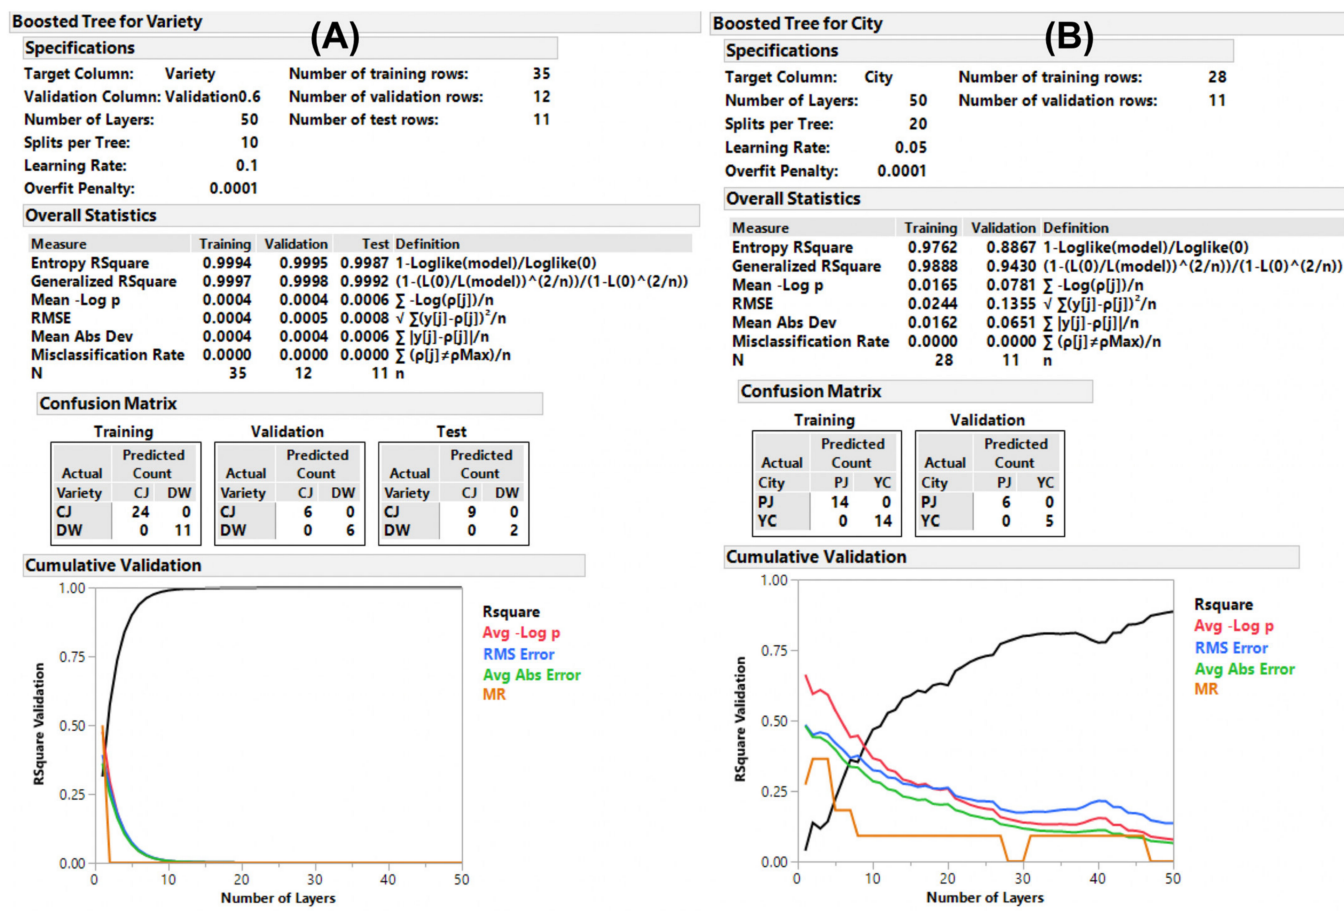 (A)
Boosted Tree for Variety
Specifications
Target Column: Variety Number of training rows: 35
Validation Column: Validation0.6 Number of validation rows: 12
Number of Layers: 50 Number of test rows: 11
Splits per Tree: 10
Learning Rate: 0.1
Overfit Penalty: 0.0001
Overall Statistics
Measure Training Validation Test Definition
Entropy RSquare 0.9994 0.9995 0.9987 1-Loglike(model)/Loglike(0)
Generalized RSquare 0.9997 0.9998 0.9992 (1-(L(0)/L(model))^(2/n))/(1-L(0)^(2/n))
Mean -Log p 0.0004 0.0004 0.0006 ∑ -Log(ρ[j])/n
RMSE 0.0004 0.0005 0.0008 √ ∑(y[j]-ρ[j])²/n
Mean Abs Dev 0.0004 0.0004 0.0006 ∑ |y[j]-ρ[j]|/n
Misclassification Rate 0.0000 0.0000 0.0000 ∑ (ρ[j]≠ρMax)/n
N 35 12 11 n
Confusion Matrix
Training
Predicted
Actual Count
Variety CJ DW
CJ 24 0
DW 0 11
Validation
Predicted
Actual Count
Variety CJ DW
CJ 6 0
DW 0 6
Test
Predicted
Actual Count
Variety CJ DW
CJ 9 0
DW 0 2
Cumulative Validation
RSquare Validation
1.00
0.75
0.50
0.25
0.00
0 10 20 30 40 50
Number of Layers
Rsquare
Avg -Log p
RMS Error
Avg Abs Error
MR
(B)
Boosted Tree for City
Specifications
Target Column: City Number of training rows: 28
Number of Layers: 50 Number of validation rows: 11
Splits per Tree: 20
Learning Rate: 0.05
Overfit Penalty: 0.0001
Overall Statistics
Measure Training Validation Definition
Entropy RSquare 0.9762 0.8867 1-Loglike(model)/Loglike(0)
Generalized RSquare 0.9888 0.9430 (1-(L(0)/L(model))^(2/n))/(1-L(0)^(2/n))
Mean -Log p 0.0165 0.0781 ∑ -Log(ρ[j])/n
RMSE 0.0244 0.1355 √ ∑(y[j]-ρ[j])²/n
Mean Abs Dev 0.0162 0.0651 ∑ |y[j]-ρ[j]|/n
Misclassification Rate 0.0000 0.0000 ∑ (ρ[j]≠ρMax)/n
N 28 11 n
Confusion Matrix
Training
Predicted
Actual Count
City PJ YC
PJ 14 0
YC 0 14
Validation
Predicted
Actual Count
City PJ YC
PJ 6 0
YC 0 5
Cumulative Validation
RSquare Validation
1.00
0.75
0.50
0.25
0.00
0 10 20 30 40 50
Number of Layers
Rsquare
Avg -Log p
RMS Error
Avg Abs Error
MR